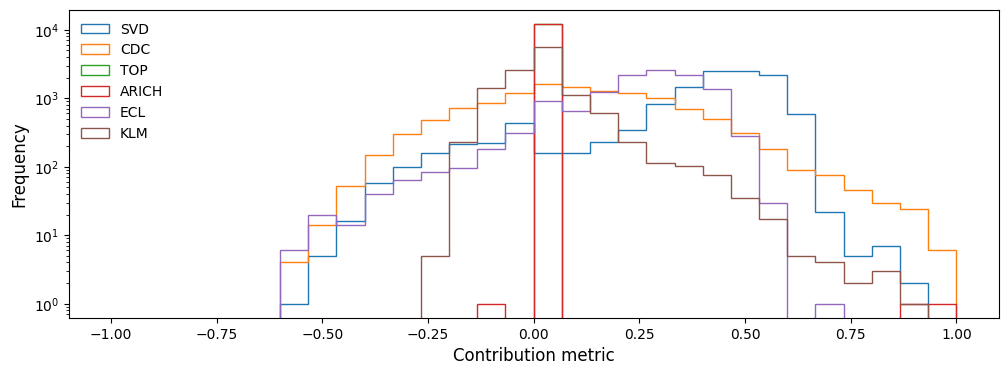 SVD
CDC
TOP
ARICH
ECL
KLM
Frequency
10⁴
10³
10²
10¹
10⁰
−1.00 −0.75 −0.50 −0.25 0.00 0.25 0.50 0.75 1.00
Contribution metric